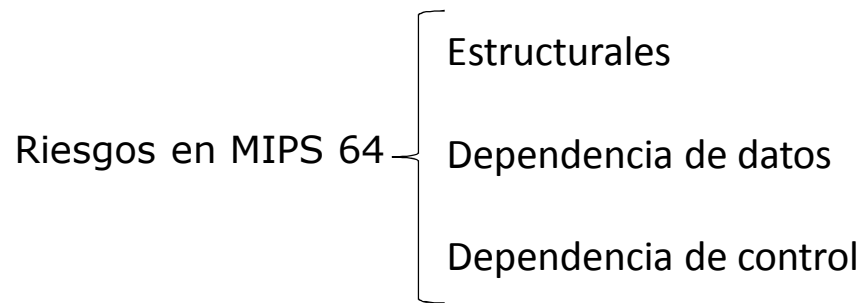 Estructurales
Riesgos en MIPS 64
Dependencia de datos
Dependencia de control